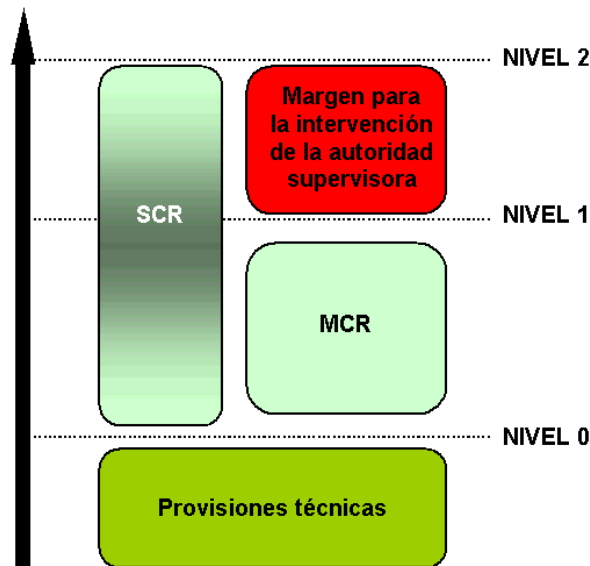 NIVEL 2
Margen para
la intervención
de la autoridad
supervisora
SCR
NIVEL 1
MCR
NIVEL 0
Provisiones técnicas